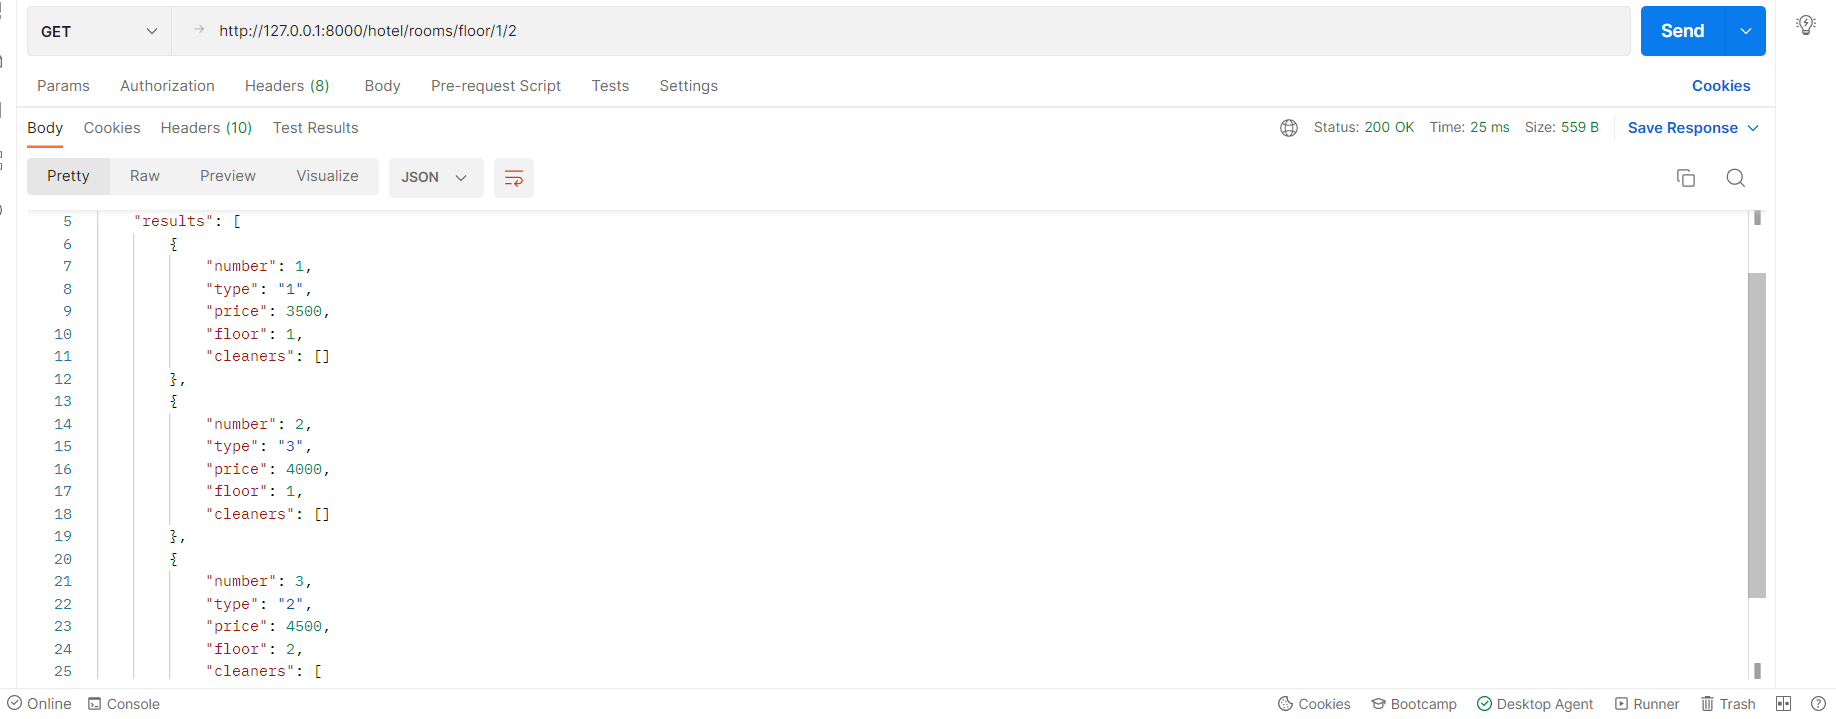 GET http://127.0.0.1:8000/hotel/rooms/floor/1/2 Send
Params Authorization Headers (8) Body Pre-request Script Tests Settings Cookies
Body Cookies Headers (10) Test Results Status: 200 OK Time: 25 ms Size: 559 B Save Response
Pretty Raw Preview Visualize JSON
5 "results": [
6 {
7 "number": 1,
8 "type": "1",
9 "price": 3500,
10 "floor": 1,
11 "cleaners": []
12 },
13 {
14 "number": 2,
15 "type": "3",
16 "price": 4000,
17 "floor": 1,
18 "cleaners": []
19 },
20 {
21 "number": 3,
22 "type": "2",
23 "price": 4500,
24 "floor": 2,
25 "cleaners": [
Online Console Cookies Bootcamp Desktop Agent Runner Trash